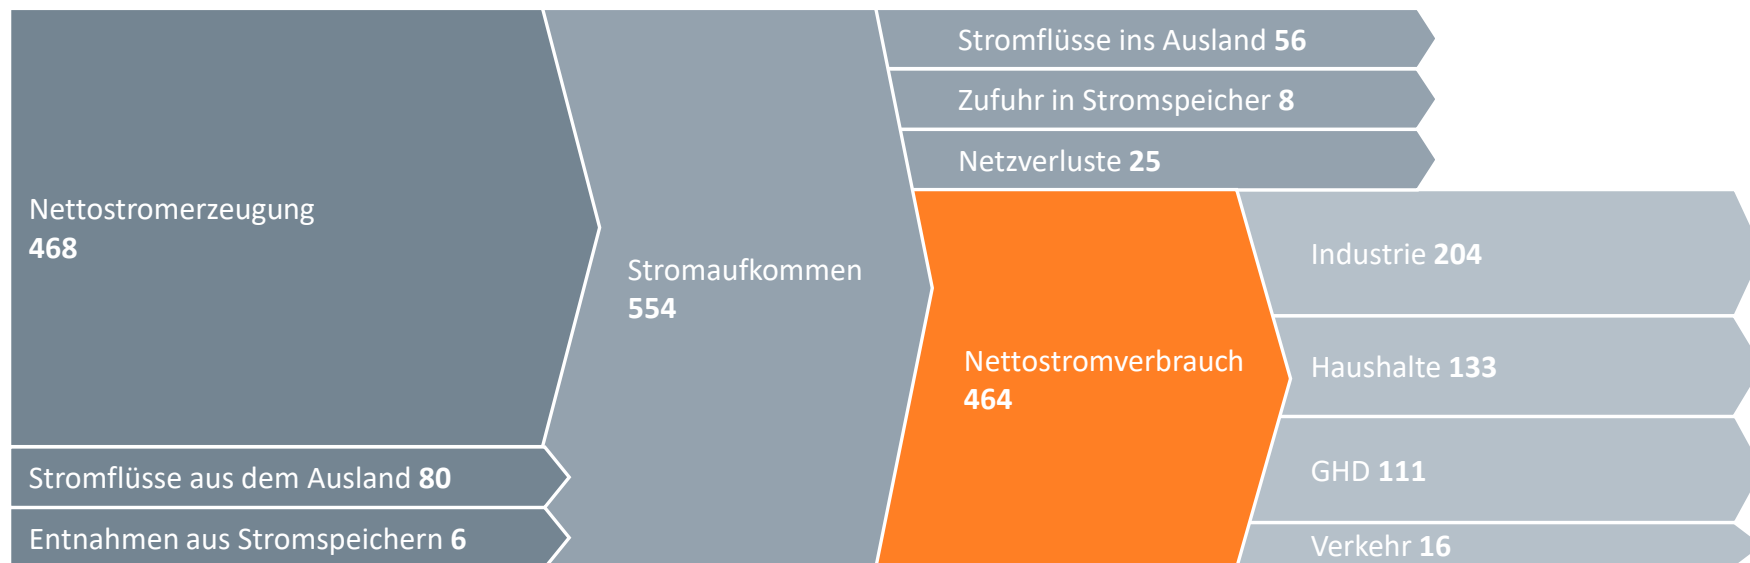 Nettostromerzeugung
468
Stromflüsse aus dem Ausland 80
Entnahmen aus Stromspeichern 6
Stromaufkommen
554
Stromflüsse ins Ausland 56
Zufuhr in Stromspeicher 8
Netzverluste 25
Nettostromverbrauch
464
Industrie 204
Haushalte 133
GHD 111
Verkehr 16